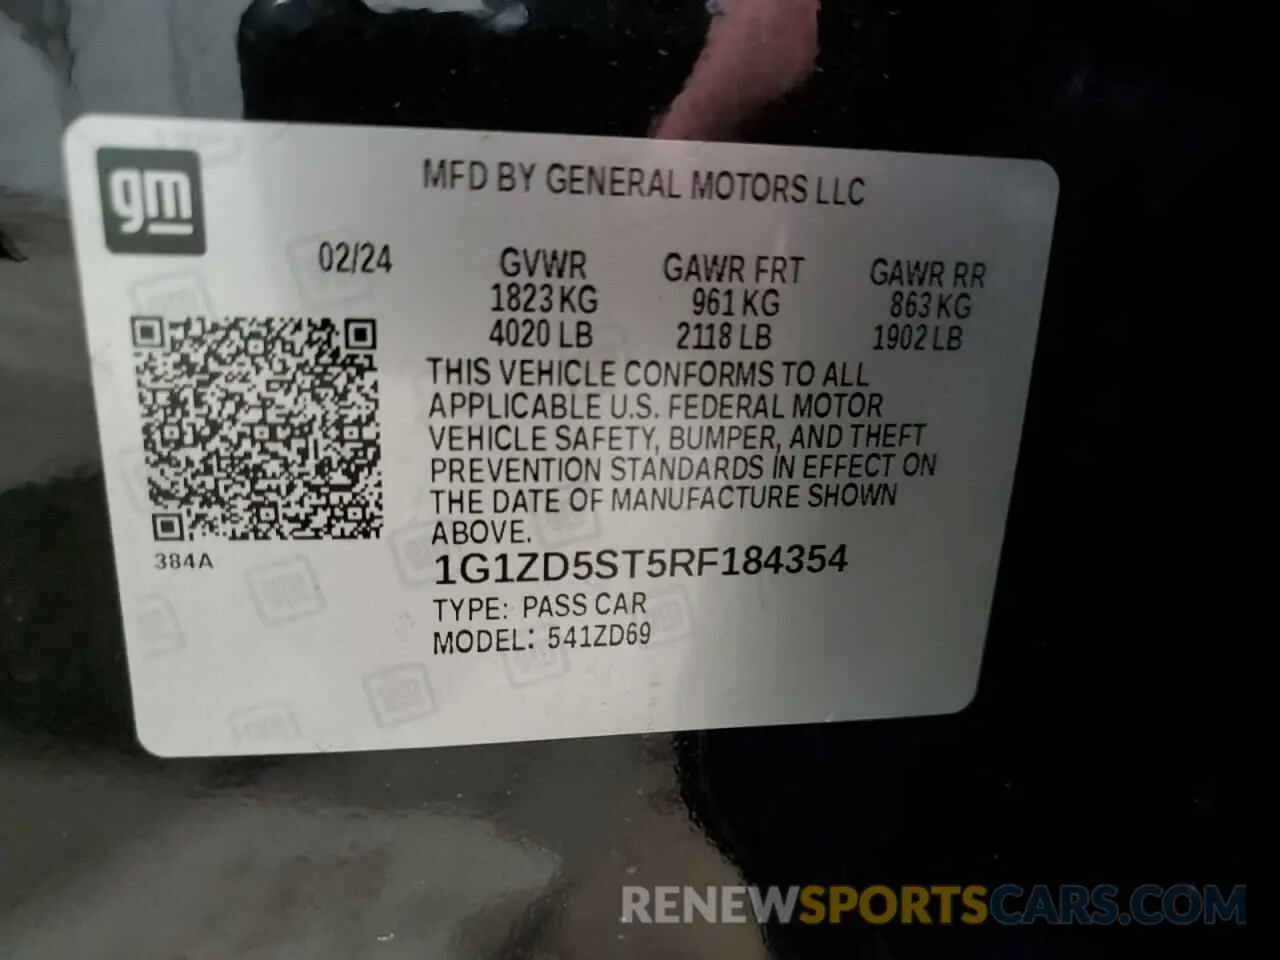 gm
MFD BY GENERAL MOTORS LLC
02/24
GVWR GAWR FRT GAWR RR
1823 KG 961 KG 863 KG
4020 LB 2118 LB 1902 LB
THIS VEHICLE CONFORMS TO ALL
APPLICABLE U.S. FEDERAL MOTOR
VEHICLE SAFETY, BUMPER, AND THEFT
PREVENTION STANDARDS IN EFFECT ON
THE DATE OF MANUFACTURE SHOWN
ABOVE.
384A
1G1ZD5ST5RF184354
TYPE: PASS CAR
MODEL: 541ZD69
RENEWSPORTSCARS.COM